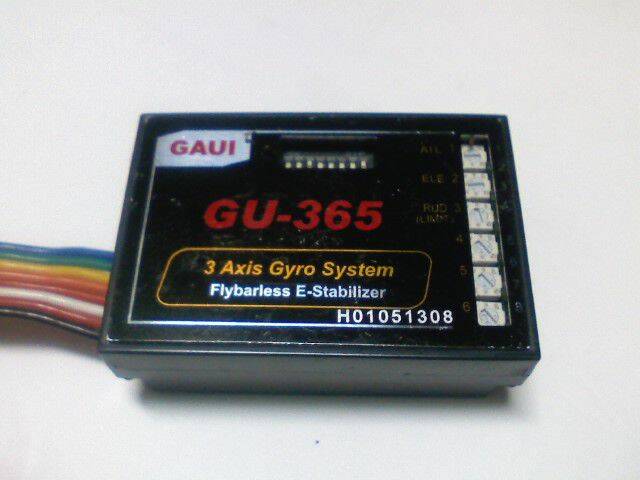 GAUI
GU-365
3 Axis Gyro System
Flybarless E-Stabilizer
H01051308
AIL 1
ELE 2
RUD 3
(LIMIT)
4
5
6